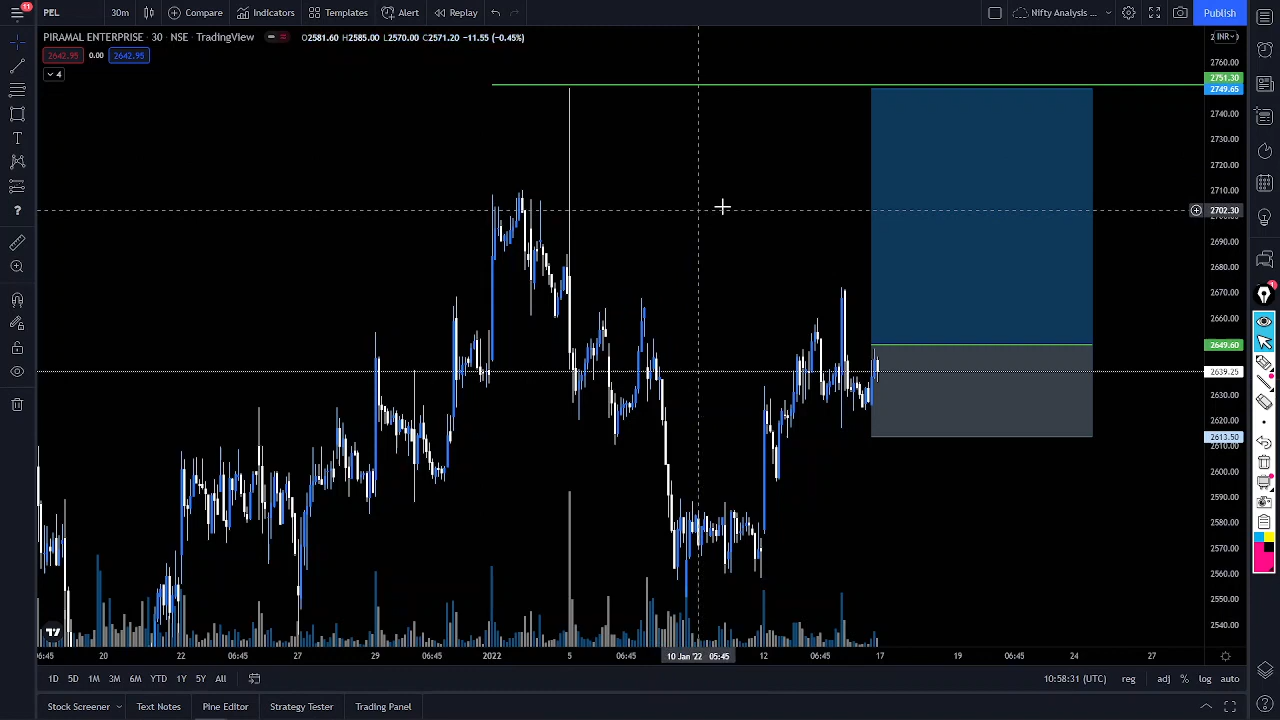 11
PEL
30m
Compare
Indicators
Templates
Alert
Replay
Nifty Analysis ...
Publish
PIRAMAL ENTERPRISE · 30 · NSE · TradingView
O2581.60 H2585.00 L2570.00 C2571.20 −11.55 (−0.45%)
INR
2642.95 0.00 2642.95
4
2760.00
2751.30
2749.65
2740.00
2730.00
2720.00
2710.00
2702.30
2690.00
2680.00
2670.00
2660.00
2649.60
2639.25
2630.00
2620.00
2613.50
2610.00
2600.00
2590.00
2580.00
2570.00
2560.00
2550.00
2540.00
20 22 06:45 27 29 06:45 2022 5 06:45 10 Jan '22 05:45 12 06:45 17 19 06:45 24 27
1D 5D 1M 3M 6M YTD 1Y 5Y All
10:58:31 (UTC) reg adj % log auto
Stock Screener Text Notes Pine Editor Strategy Tester Trading Panel